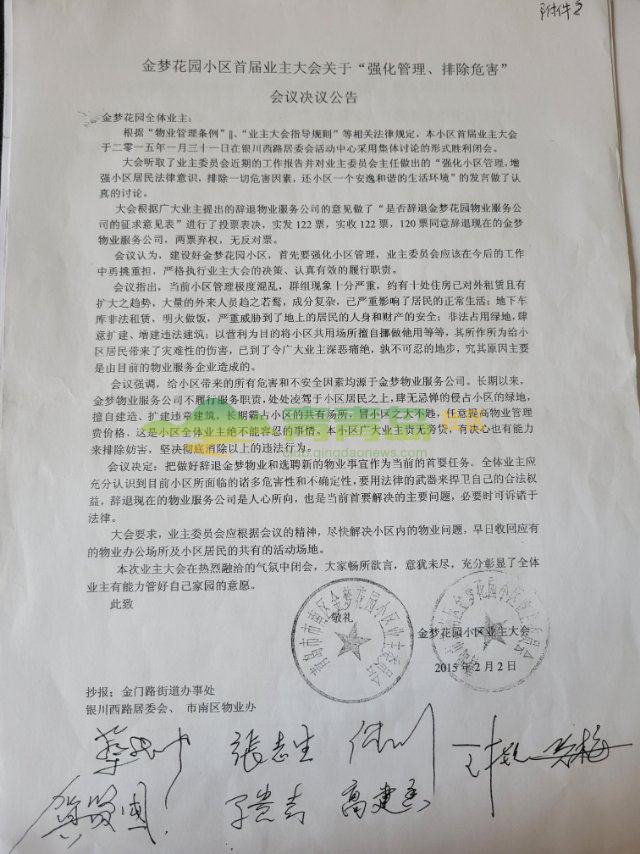 附件2
金梦花园小区首届业主大会关于“强化管理、排除危害”
会议决议公告
金梦花园全体业主：
根据“物业管理条例”、“业主大会指导规则”等相关法律规定，本小区首届业主大会
于二零一五年一月三十一日在银川西路居委会活动中心采用集体讨论的形式胜利闭会。
大会听取了业主委员会近期的工作报告并对业主委员会主任做出的“强化小区管理，增
强小区居民法律意识，排除一切危害因素，还小区一个安逸和谐的生活环境”的发言做了认
真的讨论。
大会根据广大业主提出的辞退物业服务公司的意见做了“是否辞退金梦花园物业服务公
司的征求意见表”进行了投票表决，实发122票，实收122票，120票同意辞退现在的金梦
物业服务公司，两票弃权，无反对票。
会议认为，建设好金梦花园小区，首先要强化小区管理，业主委员会应该在今后的工作
中勇挑重担，严格执行业主大会的决策、认真有效的履行职责。
会议指出，当前小区管理极度混乱，群组现象十分严重，约有十处住房已对外租赁且有
扩大之趋势，大量的外来人员趋之若鹜，成分复杂，已严重影响了居民的正常生活；地下车
库非法租赁，明火做饭，严重威胁到了地上的居民的人身和财产的安全；非法占用绿地，肆
意扩建、增建违法建筑；以营利为目的将小区共用场所擅自挪做他用等等，其所作所为给小
区居民带来了灾难性的伤害，已到了令广大业主深恶痛绝，孰不可忍的地步，究其原因主要
是由目前的物业服务企业造成的。
会议强调，给小区带来的所有危害和不安全因素均源于金梦物业服务公司。长期以来，
金梦物业服务公司不履行服务职责，处处凌驾于小区居民之上，肆无忌惮的侵占小区的绿地，
擅自建造、扩建违章建筑，长期霸占小区的共有场所，冒小区之大不韪，任意提高物业管理
费价格，这是小区全体业主绝不能容忍的事情。本小区广大业主责无旁贷，有决心也有能力
来排除妨害，坚决彻底消除以上的违法行为。
会议决定：把做好辞退金梦物业和选聘新的物业事宜作为当前的首要任务。全体业主应
充分认识到目前小区所面临的诸多危害性和不确定性，要用法律的武器来捍卫自己的合法权
益，辞退现在的物业服务公司是人心所向，也是当前首要解决的主要问题，必要时可诉诸于
法律。
大会要求，业主委员会应根据会议的精神，尽快解决小区内的物业问题，早日收回应有
的物业办公场所及小区居民的共有的活动场地。
本次业主大会在热烈融洽的气氛中闭会，大家畅所欲言，意犹未尽，充分彰显了全体
业主有能力管好自己家园的意愿。
此致
敬礼
青岛市市南区金梦花园小区业主委员会
金梦花园小区业主大会
2015年2月2日
抄报：金门路街道办事处
银川西路居委会、 市南区物业办
張志生
高建